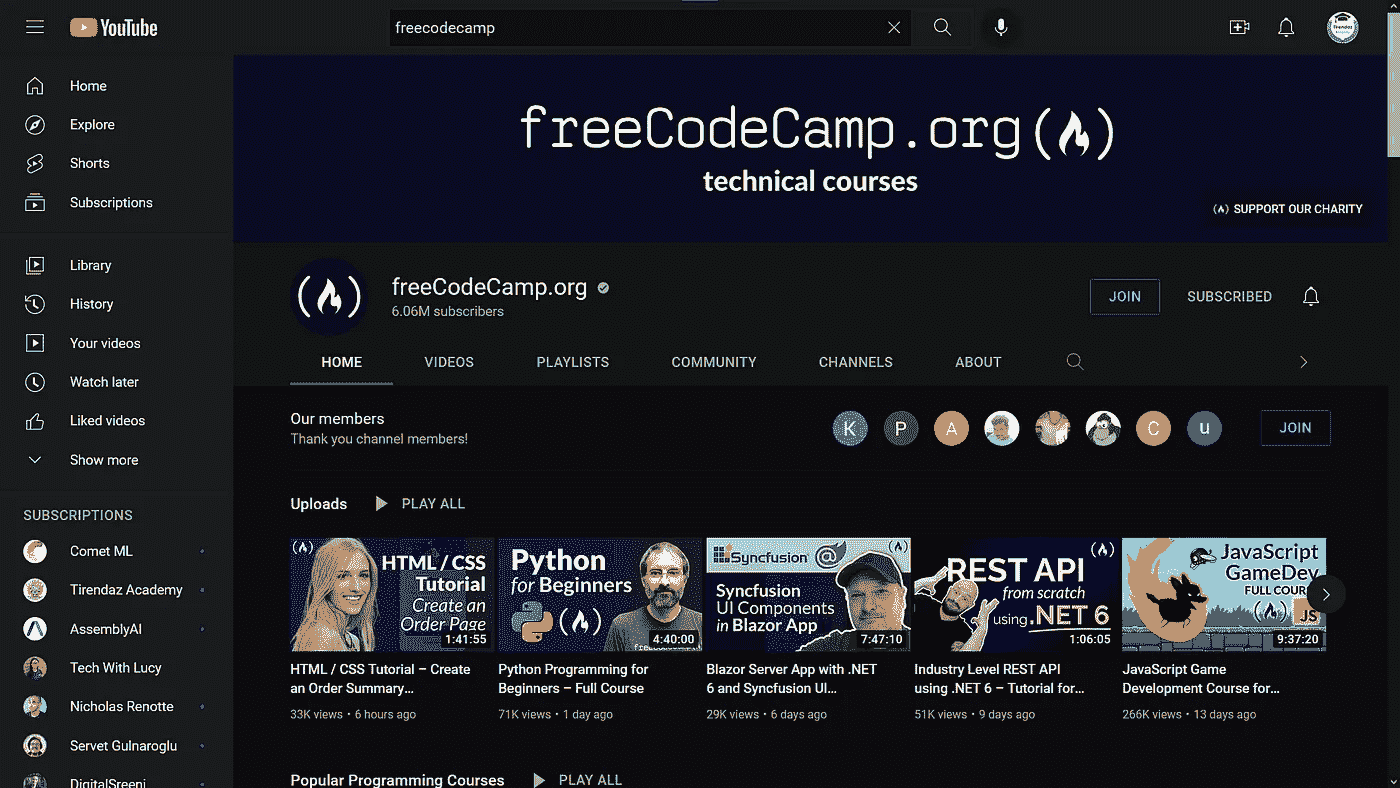 YouTube
freecodecamp
Home
Explore
Shorts
Subscriptions
Library
History
Your videos
Watch later
Liked videos
Show more
SUBSCRIPTIONS
Comet ML
Tirendaz Academy
AssemblyAI
Tech With Lucy
Nicholas Renotte
Servet Gulnaroglu
DigitalSreeni
freeCodeCamp.org
technical courses
SUPPORT OUR CHARITY
freeCodeCamp.org
6.06M subscribers
JOIN
SUBSCRIBED
HOME
VIDEOS
PLAYLISTS
COMMUNITY
CHANNELS
ABOUT
Our members
Thank you channel members!
K
P
A
C
u
JOIN
Uploads
PLAY ALL
HTML / CSS
Tutorial
Create an
Order Page
1:41:55
HTML / CSS Tutorial – Create
an Order Summary...
33K views • 6 hours ago
Python
for Beginners
4:40:00
Python Programming for
Beginners – Full Course
71K views • 1 day ago
Syncfusion
Syncfusion
UI Components
in Blazor App
7:47:10
Blazor Server App with .NET
6 and Syncfusion UI...
29K views • 6 days ago
REST API
from scratch
using .NET 6
1:06:05
Industry Level REST API
using .NET 6 – Tutorial for...
51K views • 9 days ago
JavaScript
GameDev
FULL COUR
JS
9:37:20
JavaScript Game
Development Course for...
266K views • 13 days ago
Popular Programming Courses
PLAY ALL